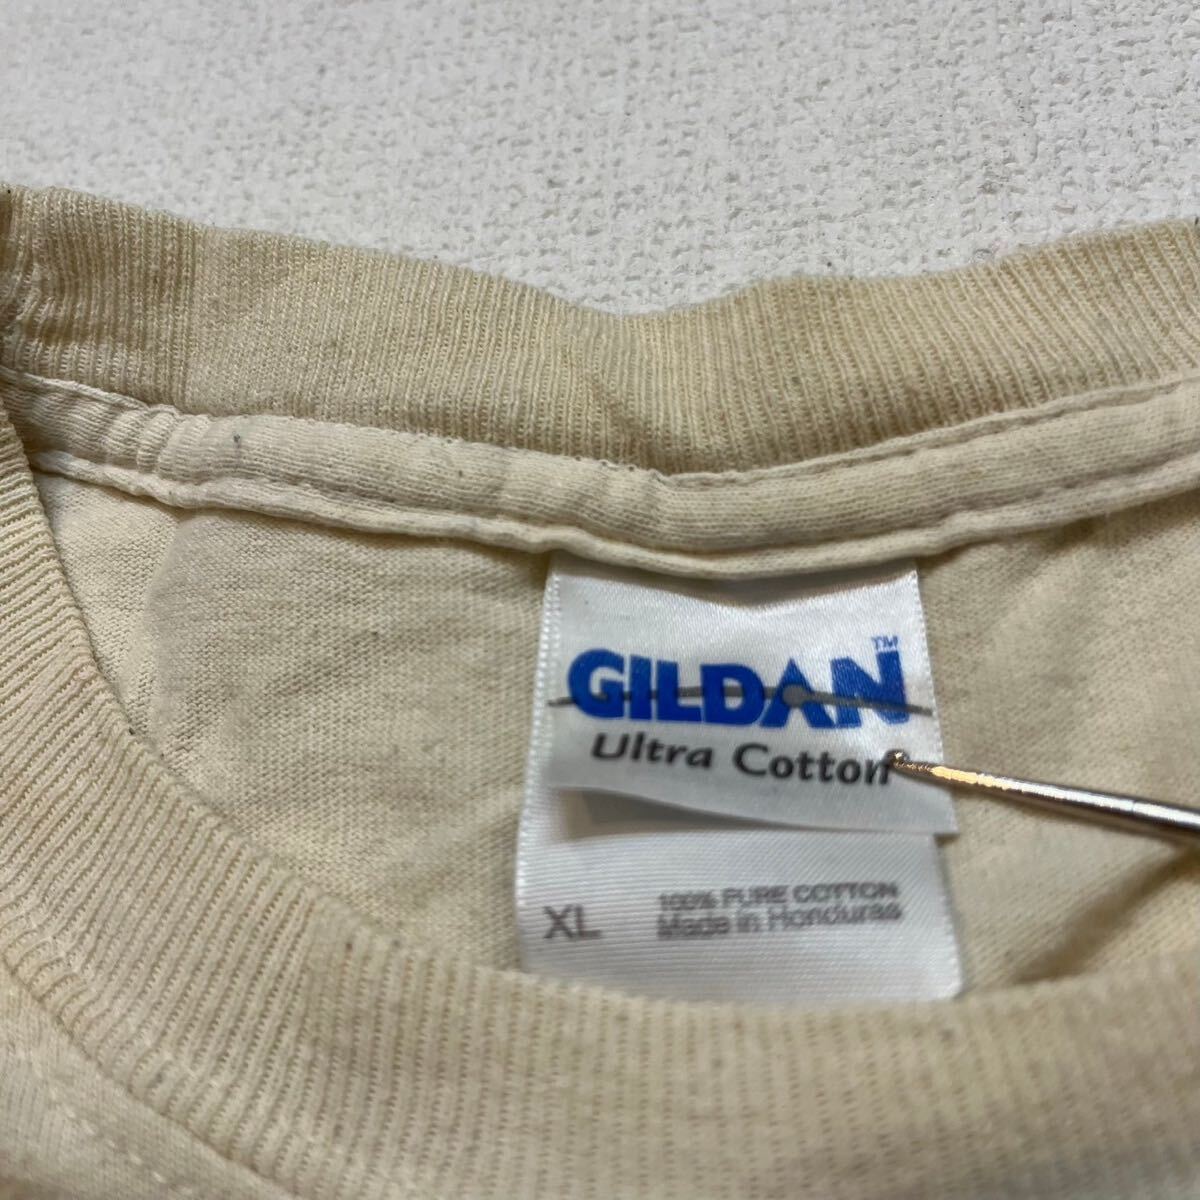 GILDAN™
Ultra Cotton
XL
100% PURE COTTON
Made in Honduras